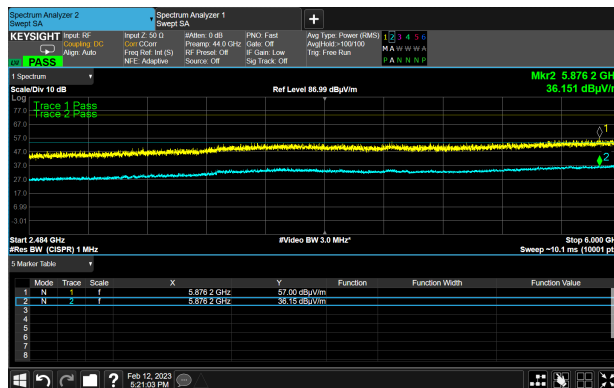 Spectrum Analyzer 2
Swept SA
Spectrum Analyzer 1
Swept SA
KEYSIGHT
Input: RF
Coupling: DC
Align: Auto
Input Z: 50 Ω
Corr CCorr
Freq Ref: Int (S)
NFE: Adaptive
#Atten: 0 dB
Preamp: 44.0 GHz
RF Preset: Off
Source: Off
PNO: Fast
Gate: Off
IF Gain: Low
Sig Track: Off
Avg Type: Power (RMS)
Avg|Hold:>100/100
Trig: Free Run
1 2 3 4 5 6
M A W W W A
P A N N N P
PASS
1 Spectrum
Scale/Div 10 dB
Ref Level 86.99 dBµV/m
Mkr2 5.876 2 GHz
36.151 dBµV/m
Log
Trace 1 Pass
Trace 2 Pass
77.0
67.0
57.0
47.0
37.0
27.0
17.0
6.99
-3.01
1
2
Start 2.484 GHz
#Video BW 3.0 MHz*
Stop 6.000 GHz
#Res BW (CISPR) 1 MHz
Sweep ~10.1 ms (10001 pt
5 Marker Table
Mode Trace Scale X Y Function Function Width Function Value
1 N 1 f 5.876 2 GHz 57.00 dBµV/m
2 N 2 f 5.876 2 GHz 36.15 dBµV/m
3
4
5
6
7
8
Feb 12, 2023
5:21:03 PM